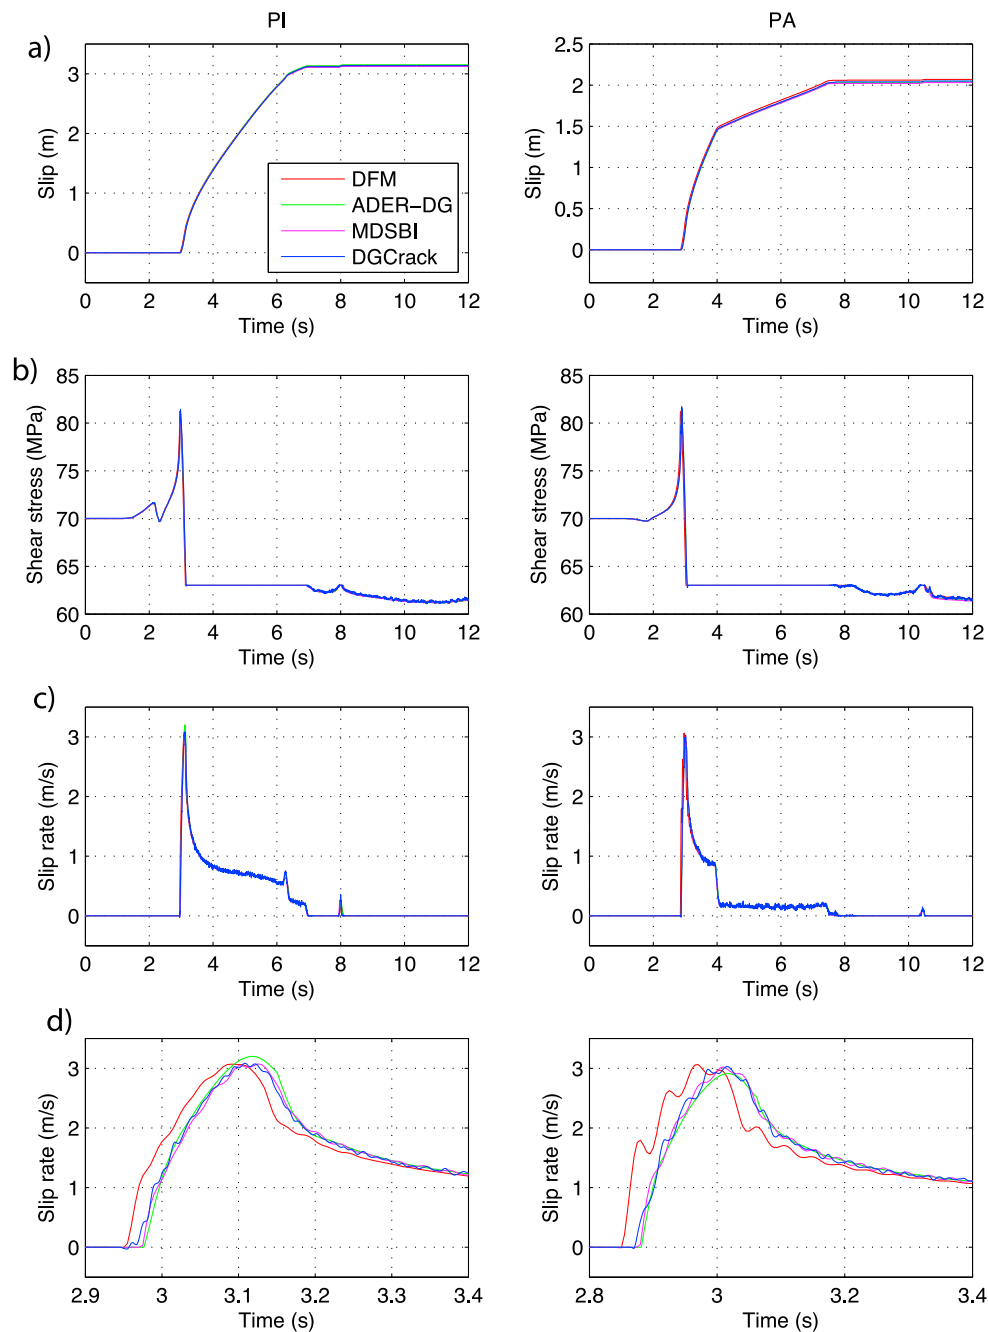 PI
PA
a)
Slip (m)
3
2
1
0
DFM
ADER-DG
MDSBI
DGCrack
0 2 4 6 8 10 12
Time (s)
Slip (m)
2.5
2
1.5
1
0.5
0
0 2 4 6 8 10 12
Time (s)
b)
Shear stress (MPa)
85
80
75
70
65
60
0 2 4 6 8 10 12
Time (s)
Shear stress (MPa)
85
80
75
70
65
60
0 2 4 6 8 10 12
Time (s)
c)
Slip rate (m/s)
3
2
1
0
0 2 4 6 8 10 12
Time (s)
Slip rate (m/s)
3
2
1
0
0 2 4 6 8 10 12
Time (s)
d)
Slip rate (m/s)
3
2
1
0
2.9 3 3.1 3.2 3.3 3.4
Time (s)
Slip rate (m/s)
3
2
1
0
2.8 3 3.2 3.4
Time (s)